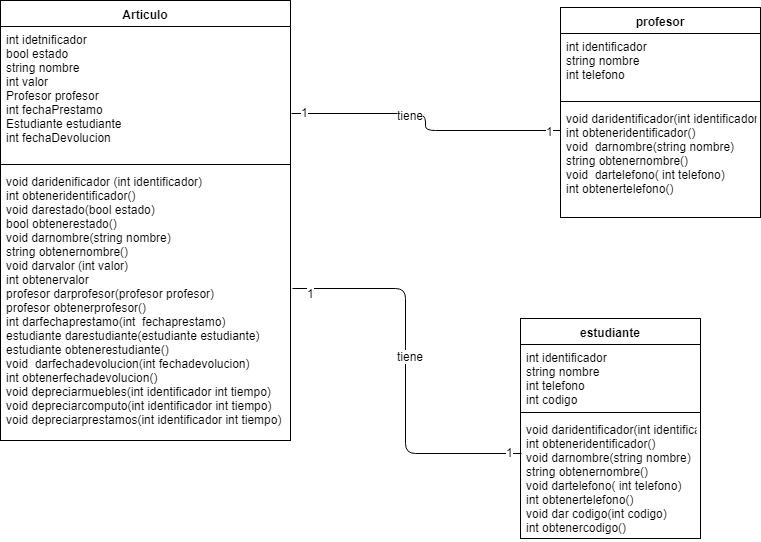 Articulo
int idetnificador
bool estado
string nombre
int valor
Profesor profesor
int fechaPrestamo
Estudiante estudiante
int fechaDevolucion
void daridenificador (int identificador)
int obteneridentificador()
void darestado(bool estado)
bool obtenerestado()
void darnombre(string nombre)
string obtenernombre()
void darvalor (int valor)
int obtenervalor
profesor darprofesor(profesor profesor)
profesor obtenerprofesor()
int darfechaprestamo(int fechaprestamo)
estudiante darestudiante(estudiante estudiante)
estudiante obtenerestudiante()
void darfechadevolucion(int fechadevolucion)
int obtenerfechadevolucion()
void depreciarmuebles(int identificador int tiempo)
void depreciarcomputo(int identificador int tiempo)
void depreciarprestamos(int identificador int tiempo)
1
tiene
1
profesor
int identificador
string nombre
int telefono
void daridentificador(int identificador
int obteneridentificador()
void darnombre(string nombre)
string obtenernombre()
void dartelefono( int telefono)
int obtenertelefono()
1
tiene
1
estudiante
int identificador
string nombre
int telefono
int codigo
void daridentificador(int identifica
int obteneridentificador()
void darnombre(string nombre)
string obtenernombre()
void dartelefono( int telefono)
int obtenertelefono()
void dar codigo(int codigo)
int obtenercodigo()